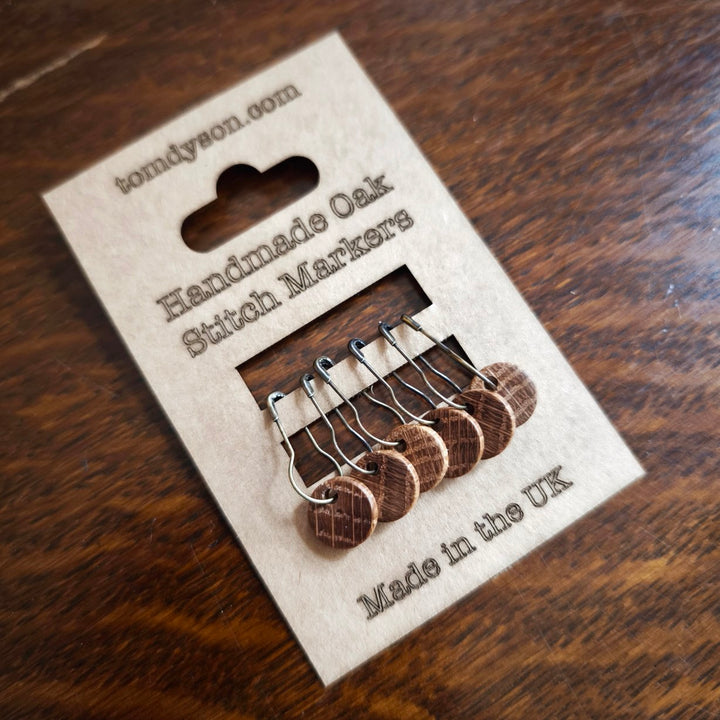 tomdyson.com
Handmade Oak
Stitch Markers
Made in the UK